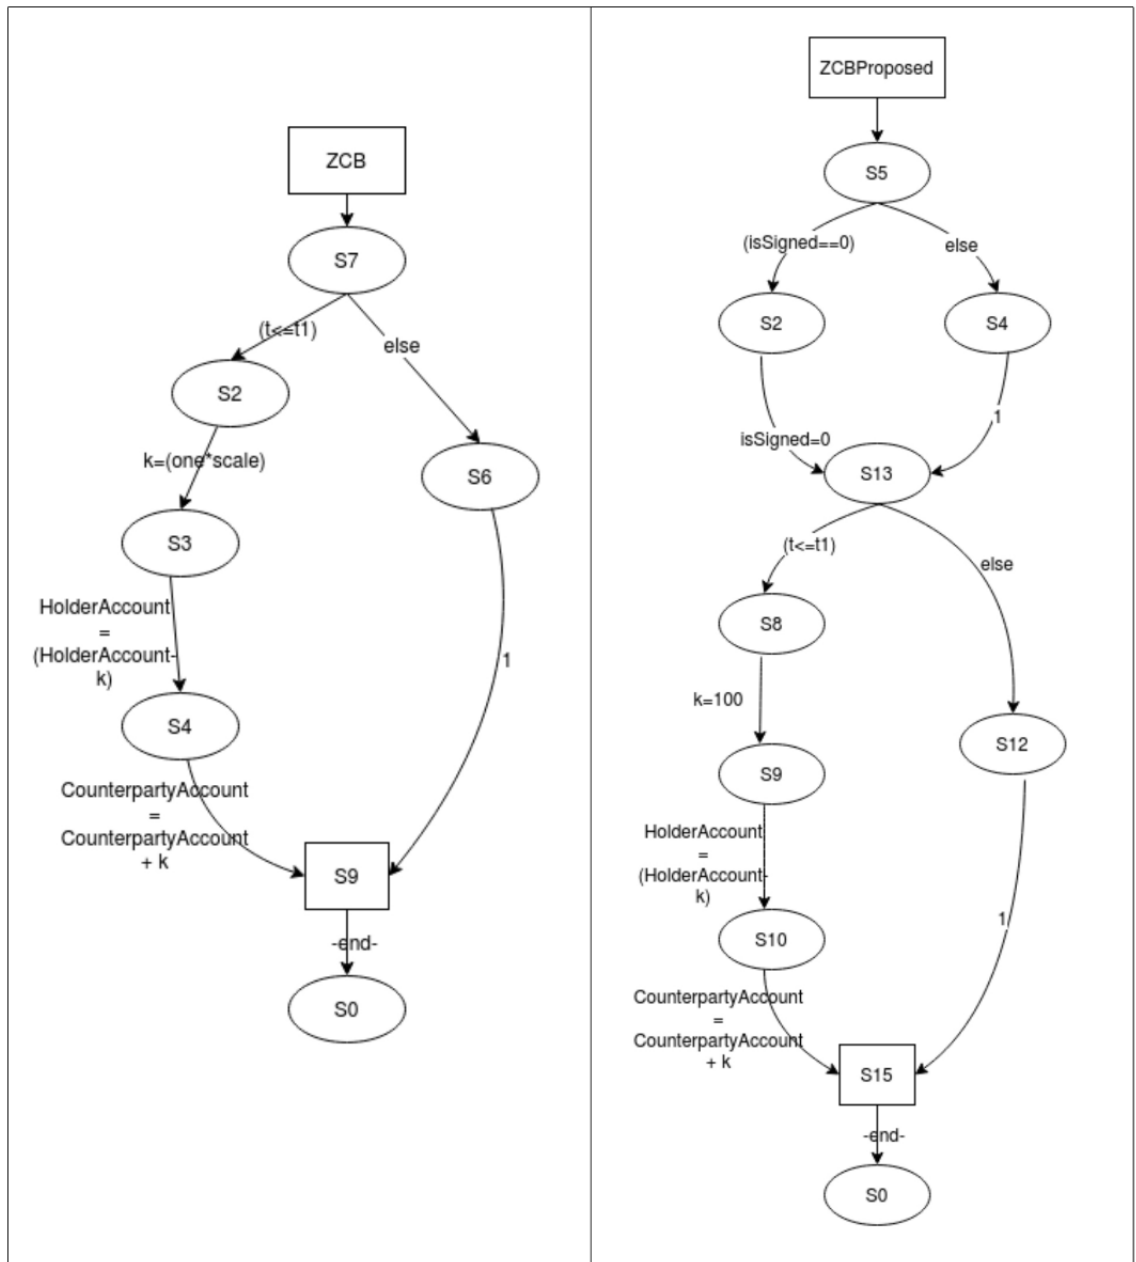 ZCB
S7
(t<=t1)
else
S2
k=(one*scale)
S6
S3
HolderAccount
=
(HolderAccount-
k)
1
S4
CounterpartyAccount
=
CounterpartyAccount
+ k
S9
-end-
S0
ZCBProposed
S5
(isSigned==0)
else
S2
S4
1
isSigned=0
S13
(t<=t1)
else
S8
k=100
S12
S9
HolderAccount
=
(HolderAccount-
k)
1
S10
CounterpartyAccount
=
CounterpartyAccount
+ k
S15
-end-
S0